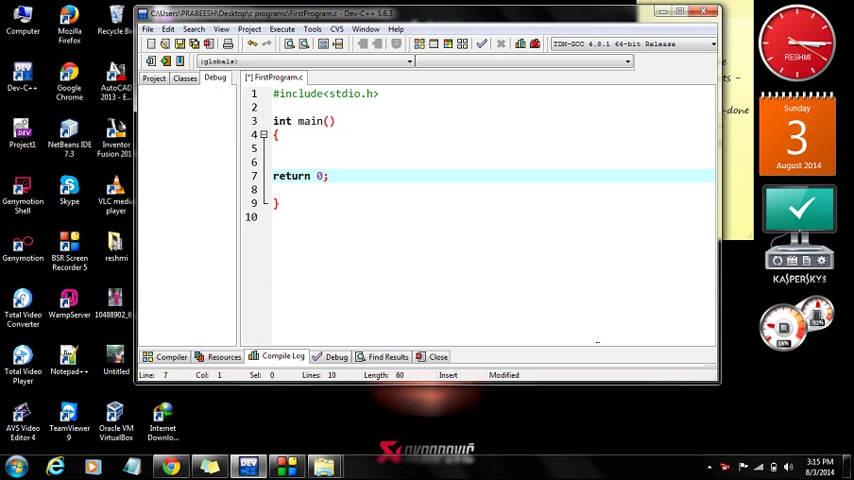 C:\Users\PRABEESH\Desktop\c programs\FirstProgram.c - Dev-C++ 5.6.3
File Edit Search View Project Execute Tools CVS Window Help
TDM-GCC 4.8.1 64-bit Release
(globals)
Project Classes Debug
[*] FirstProgram.c
1 #include<stdio.h>
2
3 int main()
4 {
5
6
7 return 0;
8
9 }
10
Compiler Resources Compile Log Debug Find Results Close
Line: 7 Col: 1 Sel: 0 Lines: 10 Length: 60 Insert Modified
Computer
Mozilla Firefox
Recycle Bin
Dev-C++
Google Chrome
AutoCAD 2013 - E...
Project1
NetBeans IDE 7.3
Inventor Fusion 201...
Genymotion Shell
Skype
VLC media player
Genymotion
BSR Screen Recorder 5
reshmi
Total Video Converter
WampServer
10488902_6...
Total Video Player
Notepad++
Untitled
AVS Video Editor 4
TeamViewer 9
Oracle VM VirtualBox
Internet Downlo...
RESHMI
Sunday
3
August 2014
-done
KASPERSKY
3:15 PM
8/3/2014